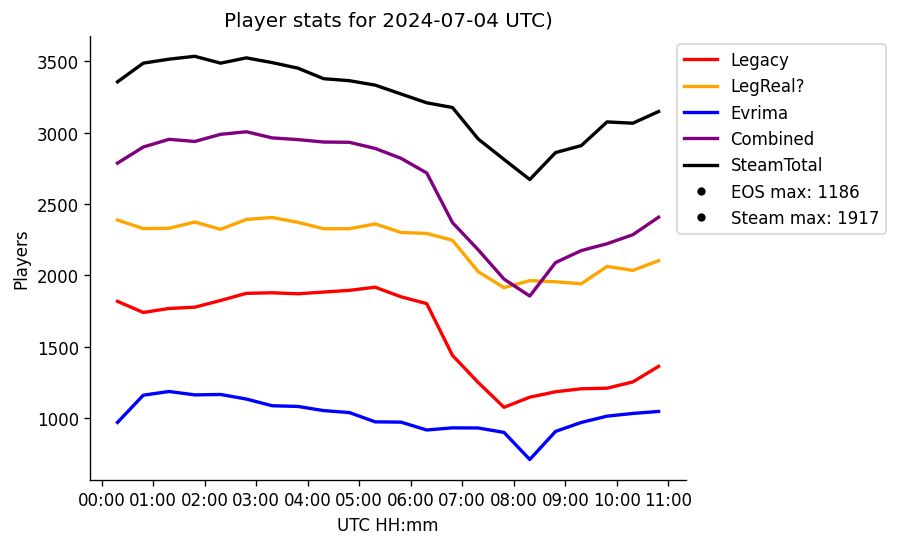 Player stats for 2024-07-04 UTC)
3500
3000
2500
2000
1500
1000
Players
00:00 01:00 02:00 03:00 04:00 05:00 06:00 07:00 08:00 09:00 10:00 11:00
UTC HH:mm
Legacy
LegReal?
Evrima
Combined
SteamTotal
EOS max: 1186
Steam max: 1917